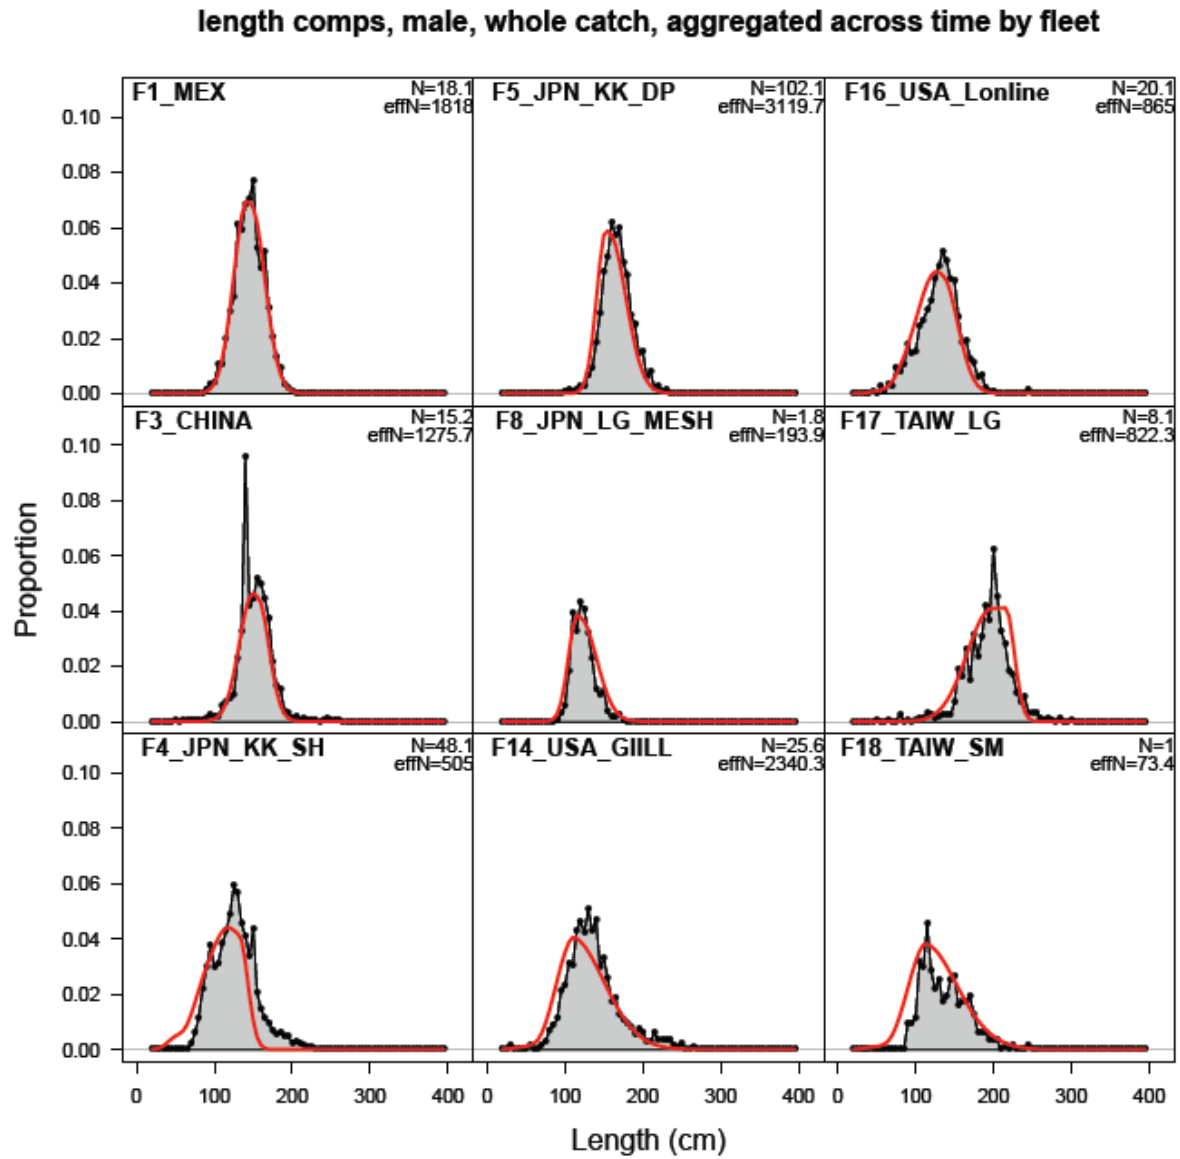 length comps, male, whole catch, aggregated across time by fleet
F1_MEX
N=18.1
effN=1818
F5_JPN_KK_DP
N=102.1
effN=3119.7
F16_USA_Lonline
N=20.1
effN=865
0.10
0.08
0.06
0.04
0.02
0.00
F3_CHINA
N=15.2
effN=1275.7
F8_JPN_LG_MESH
N=1.8
effN=193.9
F17_TAIW_LG
N=8.1
effN=822.3
0.10
0.08
0.06
0.04
0.02
0.00
Proportion
F4_JPN_KK_SH
N=48.1
effN=505
F14_USA_GIILL
N=25.6
effN=2340.3
F18_TAIW_SM
N=1
effN=73.4
0.10
0.08
0.06
0.04
0.02
0.00
0 100 200 300 400 0 100 200 300 400 0 100 200 300 400
Length (cm)